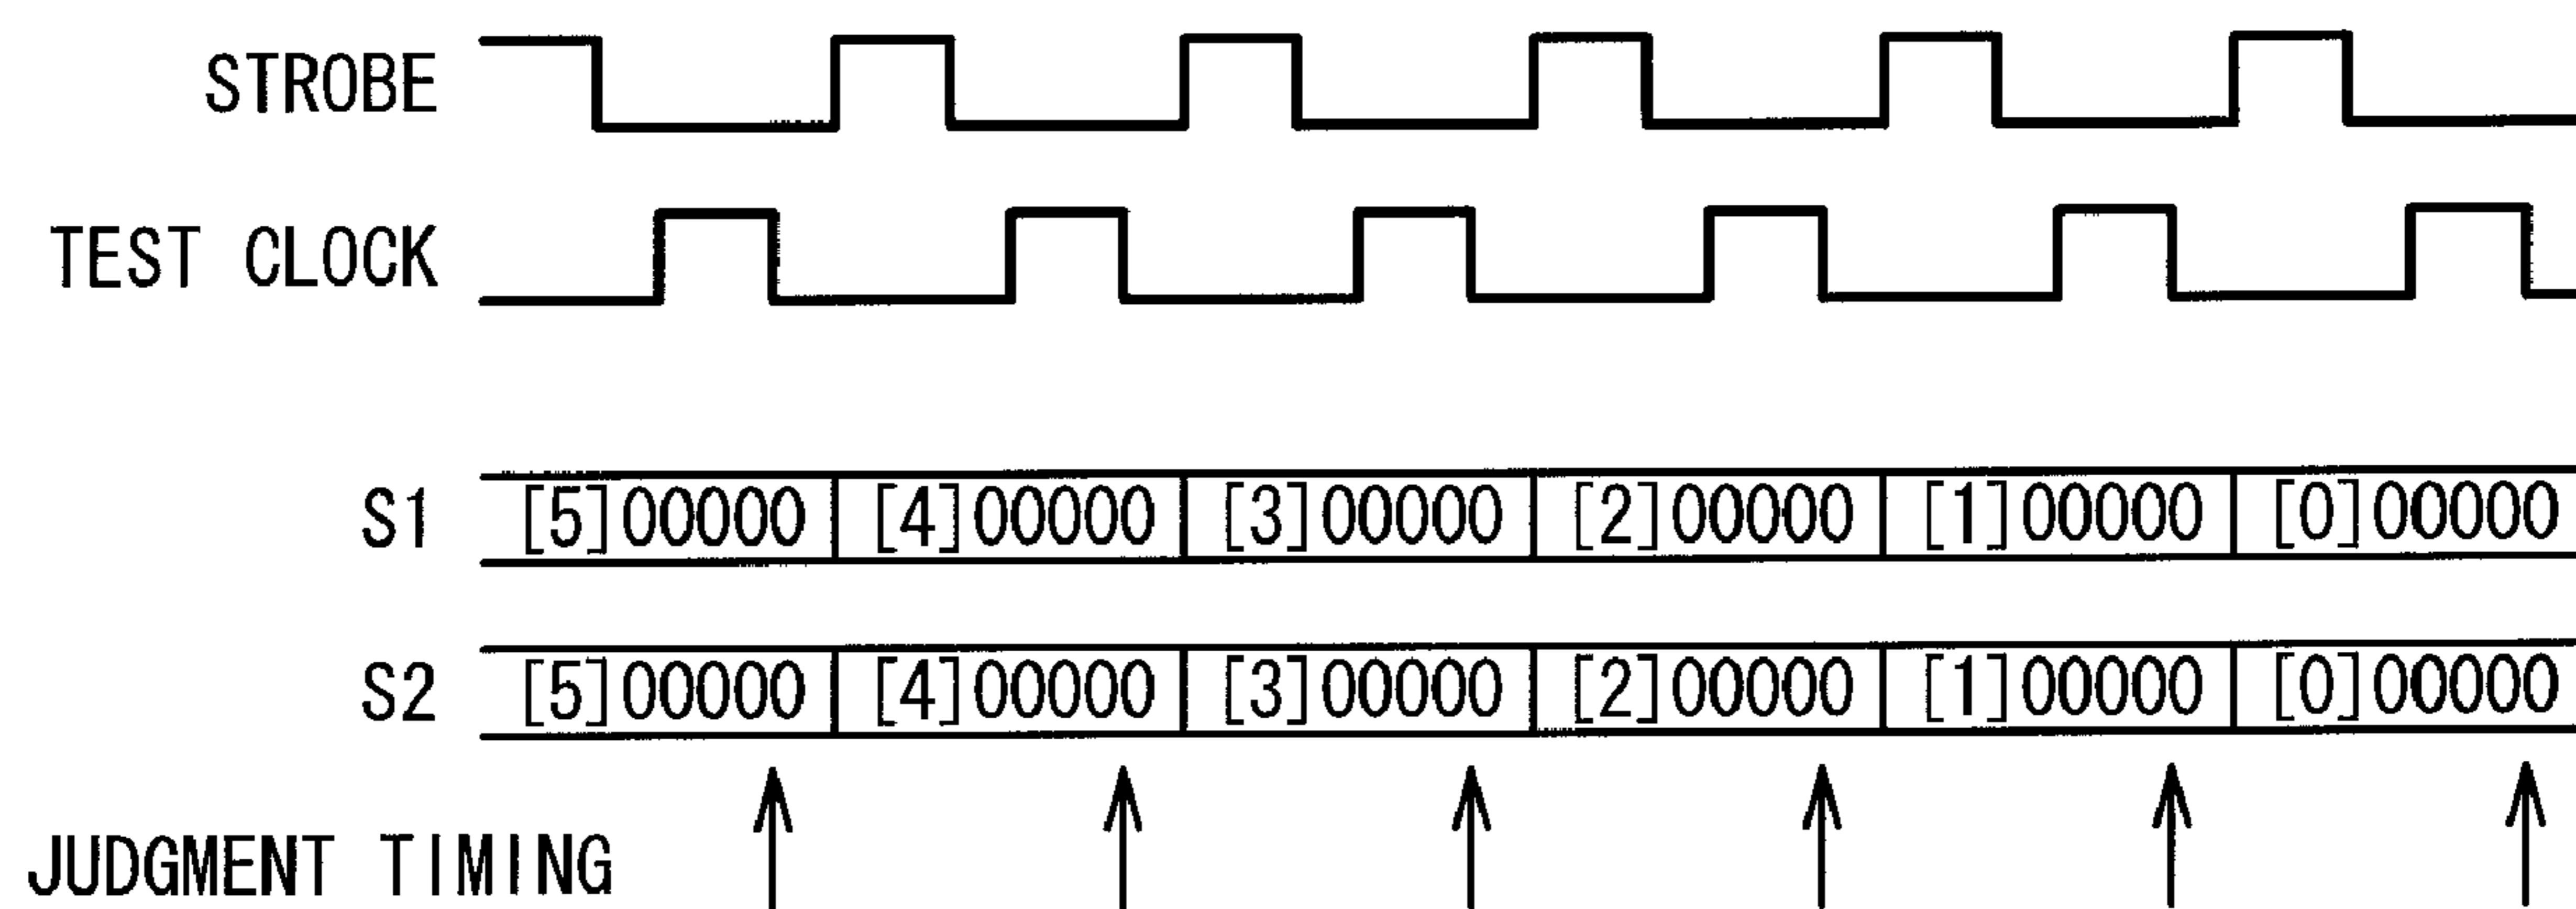 STROBE
TEST CLOCK
S1 [5]00000 [4]00000 [3]00000 [2]00000 [1]00000 [0]00000
S2 [5]00000 [4]00000 [3]00000 [2]00000 [1]00000 [0]00000
JUDGMENT TIMING